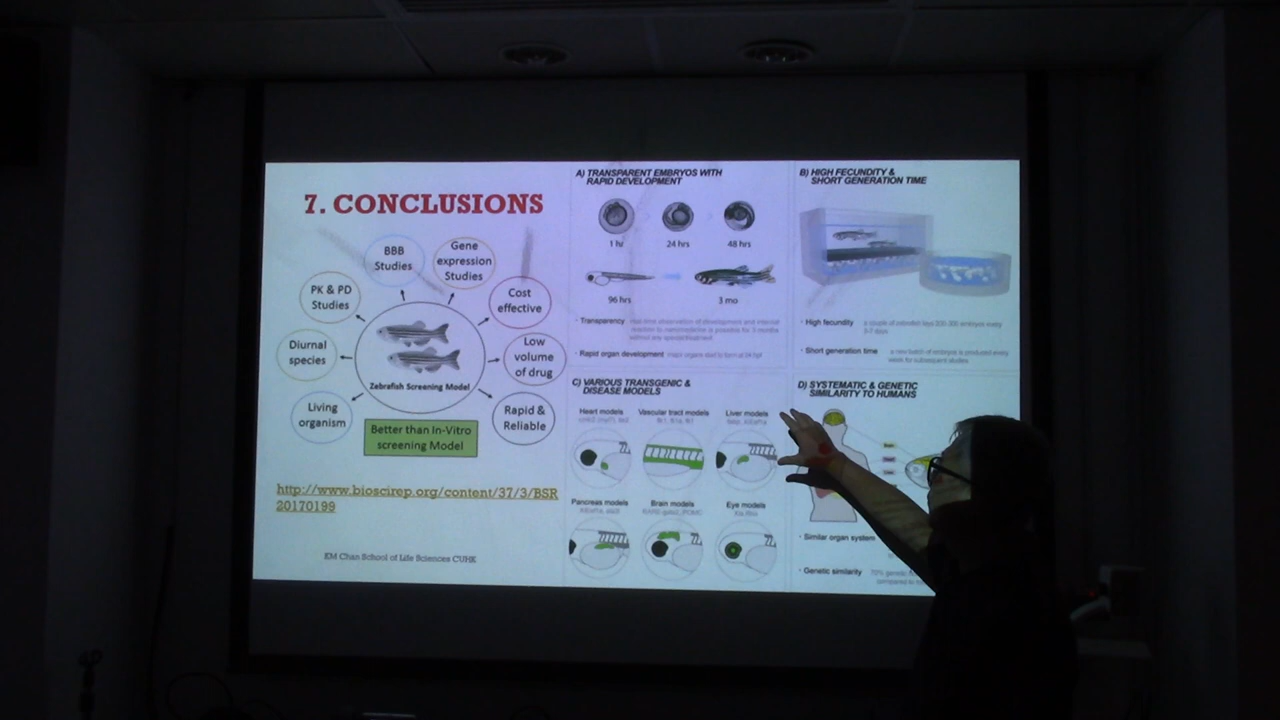 7. CONCLUSIONS
BBB
Studies
Gene
expression
Studies
PK & PD
Studies
Cost
effective
Diurnal
species
Low
volume
of drug
Zebrafish Screening Model
Living
organism
Rapid &
Reliable
Better than In-Vitro
screening Model
http://www.bioscirep.org/content/37/3/BSR
20170199
EM Chan School of Life Sciences CUHK
A) TRANSPARENT EMBRYOS WITH
RAPID DEVELOPMENT
1 hr
24 hrs
48 hrs
96 hrs
3 mo
· Transparency
· Rapid organ development
B) HIGH FECUNDITY &
SHORT GENERATION TIME
· High fecundity
· Short generation time
C) VARIOUS TRANSGENIC &
DISEASE MODELS
Heart models
Vascular tract models
Liver models
Pancreas models
Brain models
Eye models
D) SYSTEMATIC & GENETIC
SIMILARITY TO HUMANS
· Similar organ system
· Genetic similarity